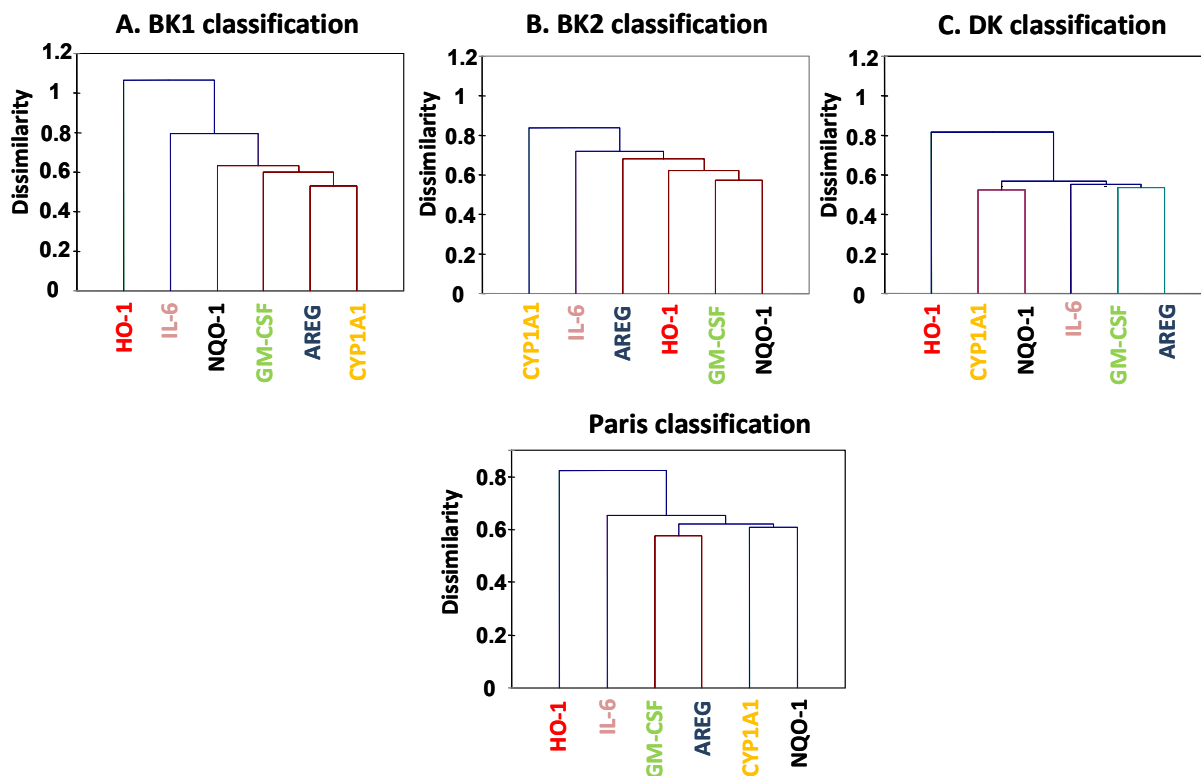 A. BK1 classification
Dissimilarity
1.2
1
0.8
0.6
0.4
0.2
0
HO-1
IL-6
NQO-1
GM-CSF
AREG
CYP1A1
B. BK2 classification
Dissimilarity
1.2
1
0.8
0.6
0.4
0.2
0
CYP1A1
IL-6
AREG
HO-1
GM-CSF
NQO-1
C. DK classification
Dissimilarity
1.2
1
0.8
0.6
0.4
0.2
0
HO-1
CYP1A1
NQO-1
IL-6
GM-CSF
AREG
Paris classification
Dissimilarity
0.8
0.6
0.4
0.2
0
HO-1
IL-6
GM-CSF
AREG
CYP1A1
NQO-1